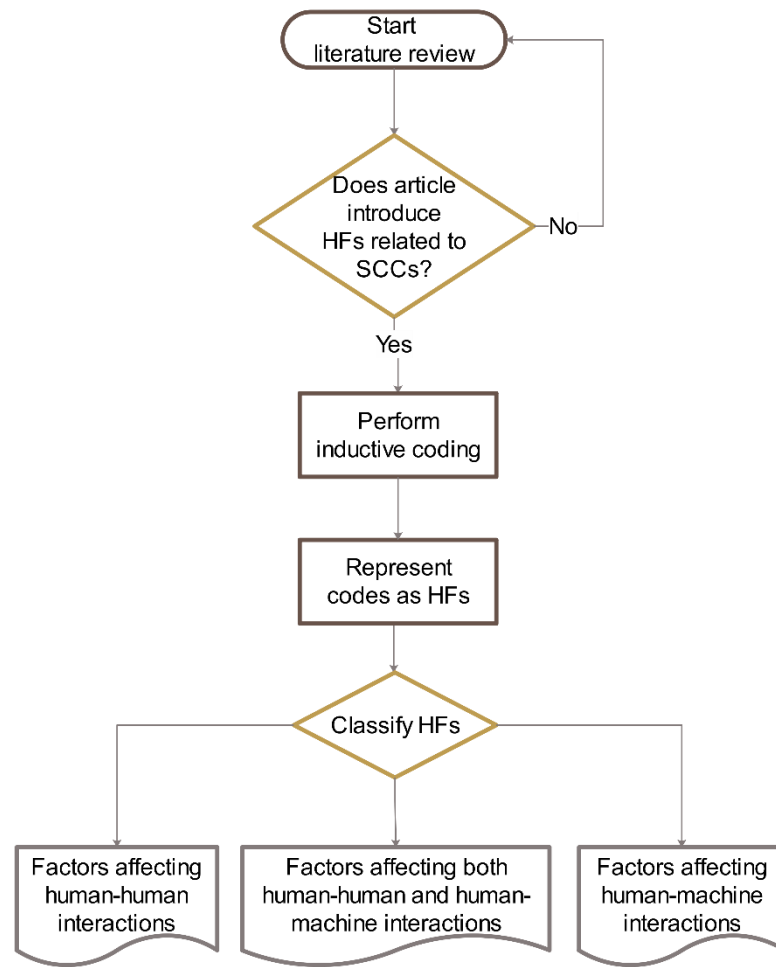 Start
literature review
Does article
introduce
HFs related to
SCCs?
No
Yes
Perform
inductive coding
Represent
codes as HFs
Classify HFs
Factors affecting
human-human
interactions
Factors affecting both
human-human and human-
machine interactions
Factors affecting
human-machine
interactions